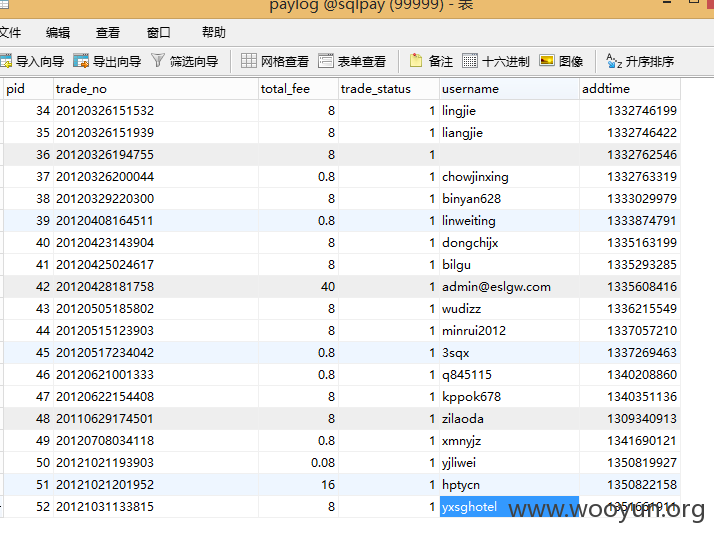 paylog @sqlpay (99999) - 表
文件 编辑 查看 窗口 帮助
导入向导 导出向导 筛选向导 网格查看 表单查看 备注 十六进制 图像 升序排序
pid trade_no total_fee trade_status username addtime
34 20120326151532 8 1 lingjie 1332746199
35 20120326151939 8 1 liangjie 1332746422
36 20120326194755 8 1 1332762546
37 20120326200044 0.8 1 chowjinxing 1332763319
38 20120329220300 8 1 binyan628 1333029979
39 20120408164511 0.8 1 linweiting 1333874791
40 20120423143904 8 1 dongchijx 1335163199
41 20120425024617 8 1 bilgu 1335293285
42 20120428181758 40 1 admin@eslgw.com 1335608416
43 20120505185802 8 1 wudizz 1336215549
44 20120515123903 8 1 minrui2012 1337057210
45 20120517234042 0.8 1 3sqx 1337269463
46 20120621001333 0.8 1 q845115 1340208860
47 20120622154408 8 1 kppok678 1340351136
48 20110629174501 8 1 zilaoda 1309340913
49 20120708034118 0.8 1 xmnyjz 1341690121
50 20121021193903 0.08 1 yjliwei 1350819927
51 20121021201952 16 1 hptycn 1350822158
52 20121031133815 8 1 yxsghotel 1351661911
www.wooyun.org